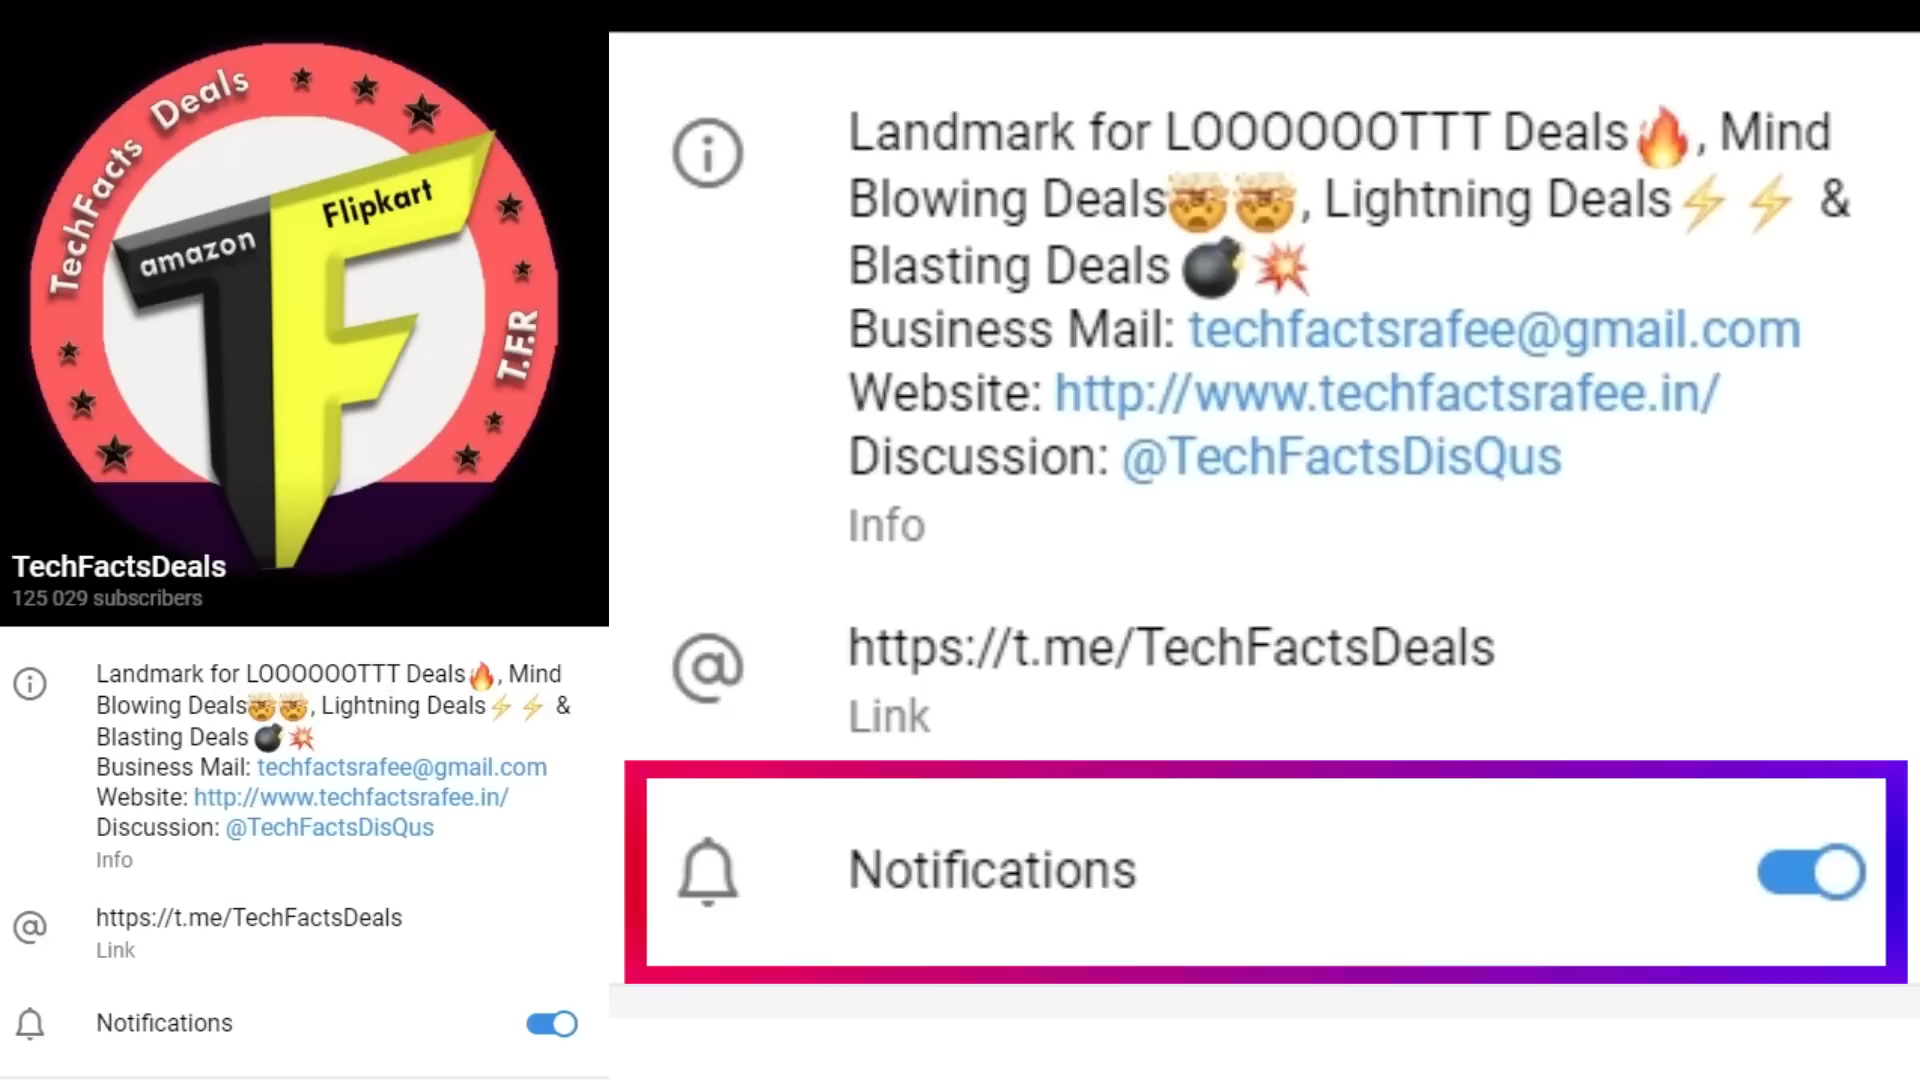 TechFacts Deals
T.F.R
amazon
Flipkart
TechFactsDeals
125 029 subscribers
Landmark for LOOOOOOTTT Deals🔥, Mind
Blowing Deals🤯🤯, Lightning Deals⚡⚡ &
Blasting Deals 💣💥
Business Mail: techfactsrafee@gmail.com
Website: http://www.techfactsrafee.in/
Discussion: @TechFactsDisQus
Info
https://t.me/TechFactsDeals
Link
Notifications
Landmark for LOOOOOOTTT Deals🔥, Mind
Blowing Deals🤯🤯, Lightning Deals⚡⚡ &
Blasting Deals 💣💥
Business Mail: techfactsrafee@gmail.com
Website: http://www.techfactsrafee.in/
Discussion: @TechFactsDisQus
Info
https://t.me/TechFactsDeals
Link
Notifications